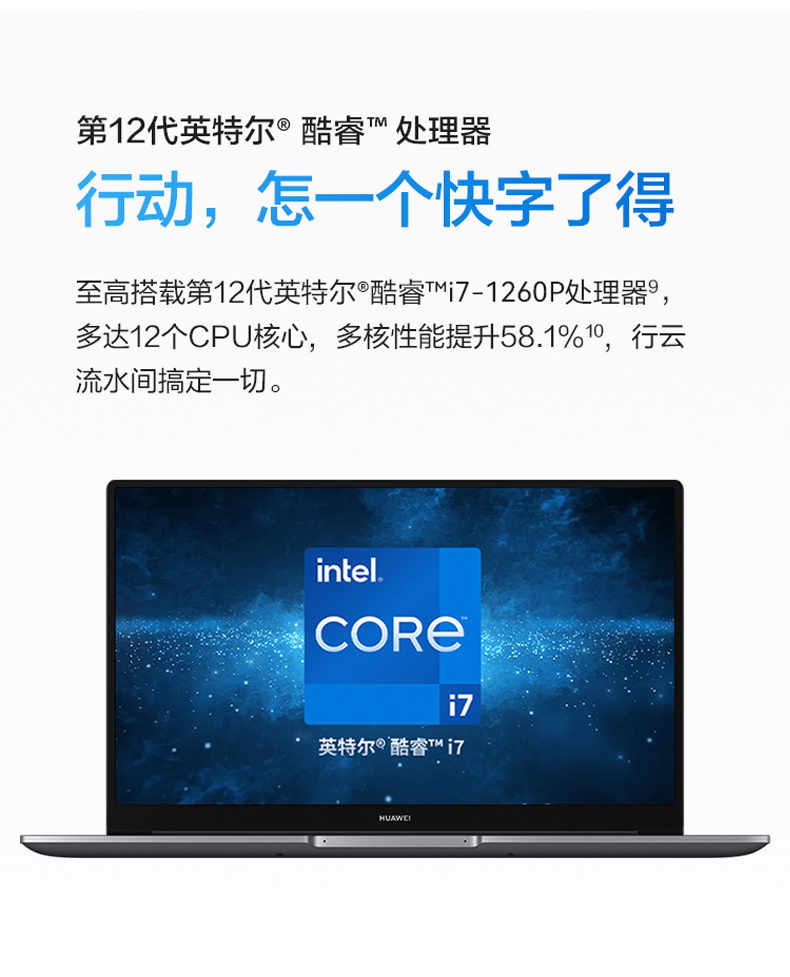 第12代英特尔® 酷睿™ 处理器
行动，怎一个快字了得
至高搭载第12代英特尔®酷睿™i7-1260P处理器⁹，
多达12个CPU核心，多核性能提升58.1%¹⁰，行云
流水间搞定一切。
intel®
CORe™
i7
英特尔® 酷睿™ i7
HUAWEI